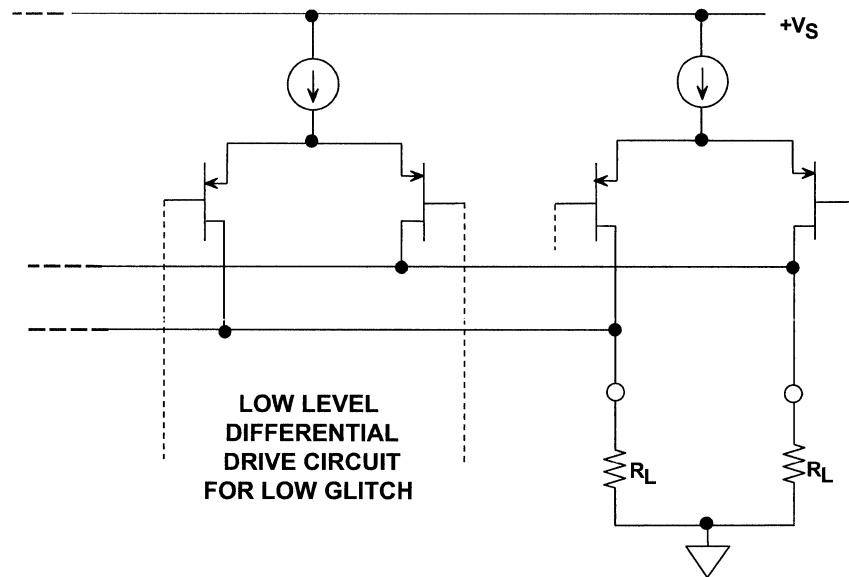 +VS
LOW LEVEL
DIFFERENTIAL
DRIVE CIRCUIT
FOR LOW GLITCH
RL
RL